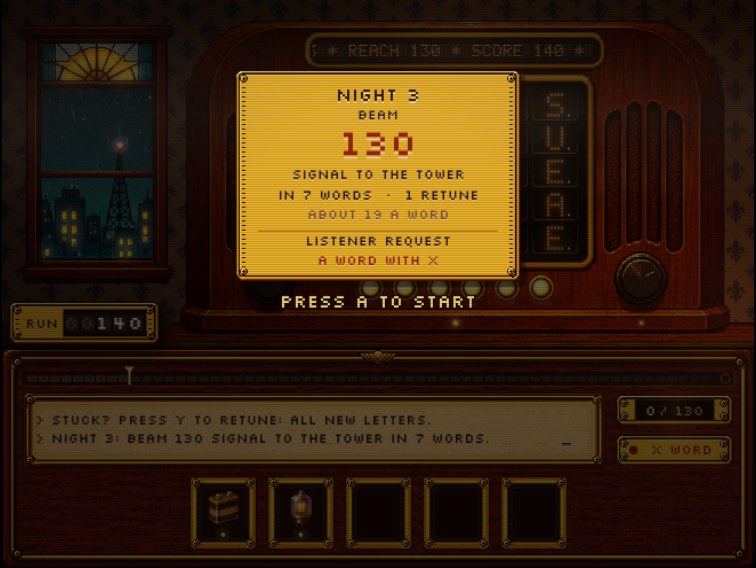 S * REACH 130 * SCORE 140 *
NIGHT 3
BEAM
130
SIGNAL TO THE TOWER
IN 7 WORDS · 1 RETUNE
ABOUT 19 A WORD
LISTENER REQUEST
A WORD WITH X
PRESS A TO START
S.
U.
E.
A.
E.
RUN 00140
> STUCK? PRESS Y TO RETUNE: ALL NEW LETTERS.
> NIGHT 3: BEAM 130 SIGNAL TO THE TOWER IN 7 WORDS. _
0 / 130
X WORD